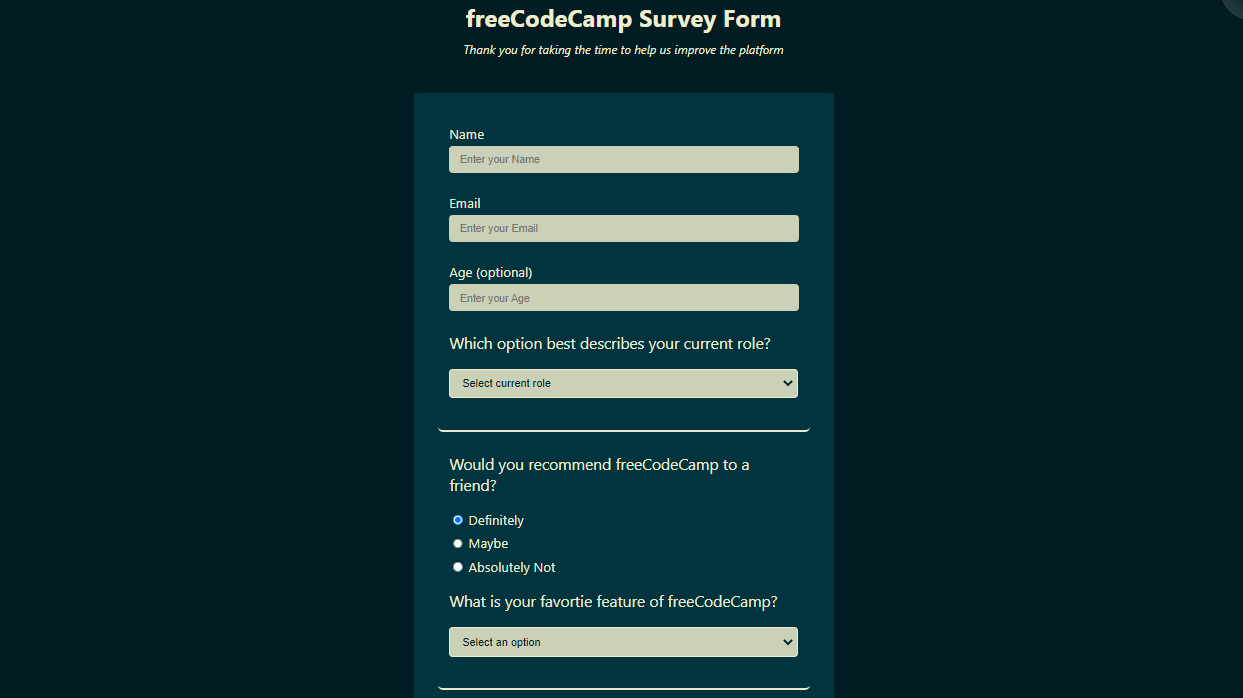 freeCodeCamp Survey Form
Thank you for taking the time to help us improve the platform
Name
Enter your Name
Email
Enter your Email
Age (optional)
Enter your Age
Which option best describes your current role?
Select current role
Would you recommend freeCodeCamp to a
friend?
Definitely
Maybe
Absolutely Not
What is your favortie feature of freeCodeCamp?
Select an option